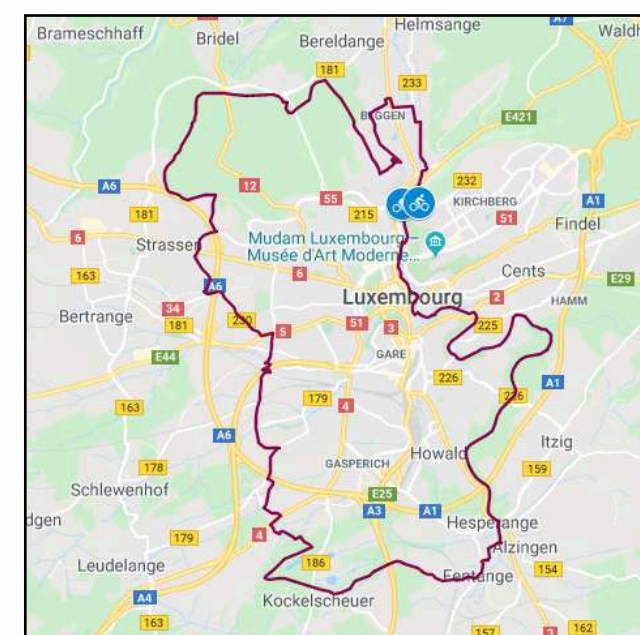 Brameschhaff
Bridel
Bereldange
Helmsange
A7
181
233
BEGGEN
E421
A6
12
55
232
KIRCHBERG
A1
181
215
51
Findel
6
Strassen
Mudam Luxembourg –
Musée d'Art Moderne...
163
6
Cents
E29
A6
Luxembourg
2
HAMM
34
Bertrange
181
230
5
51
3
225
E44
GARE
226
A1
163
179
226
4
A6
Howald
Itzig
178
GASPERICH
159
Schlewenhof
E25
A3
A1
Hesperange
179
4
Alzingen
Leudelange
186
154
Fentange
A4
Kockelscheuer
163
157
162
3